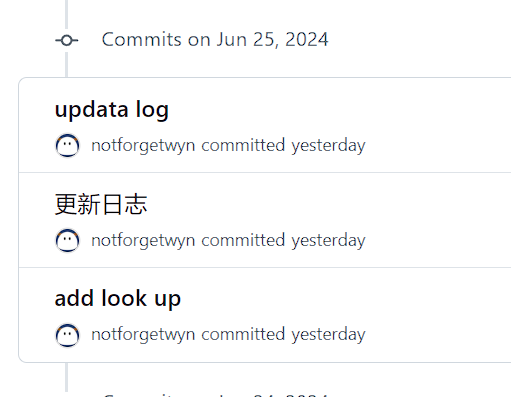 Commits on Jun 25, 2024
updata log
notforgetwyn committed yesterday
更新日志
notforgetwyn committed yesterday
add look up
notforgetwyn committed yesterday